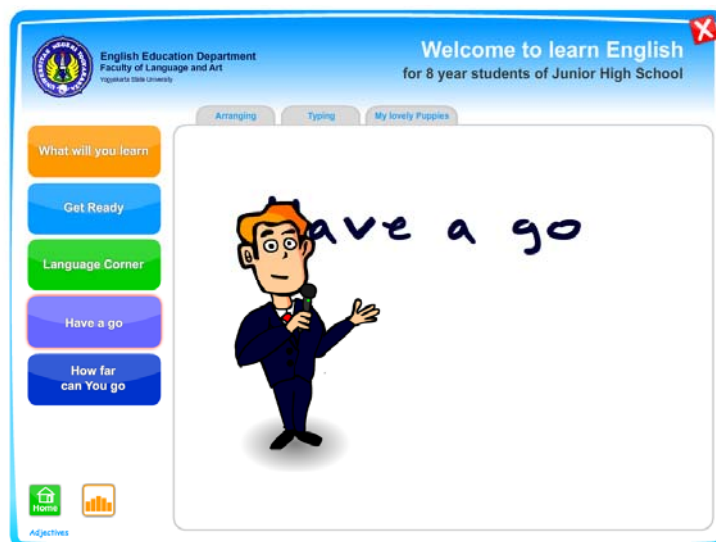 English Education Department
Faculty of Language and Art
Yogyakarta State University
Welcome to learn English
for 8 year students of Junior High School
Arranging
Typing
My lovely Puppies
What will you learn
Get Ready
Language Corner
Have a go
How far
can You go
ave a go
Home
Adjectives